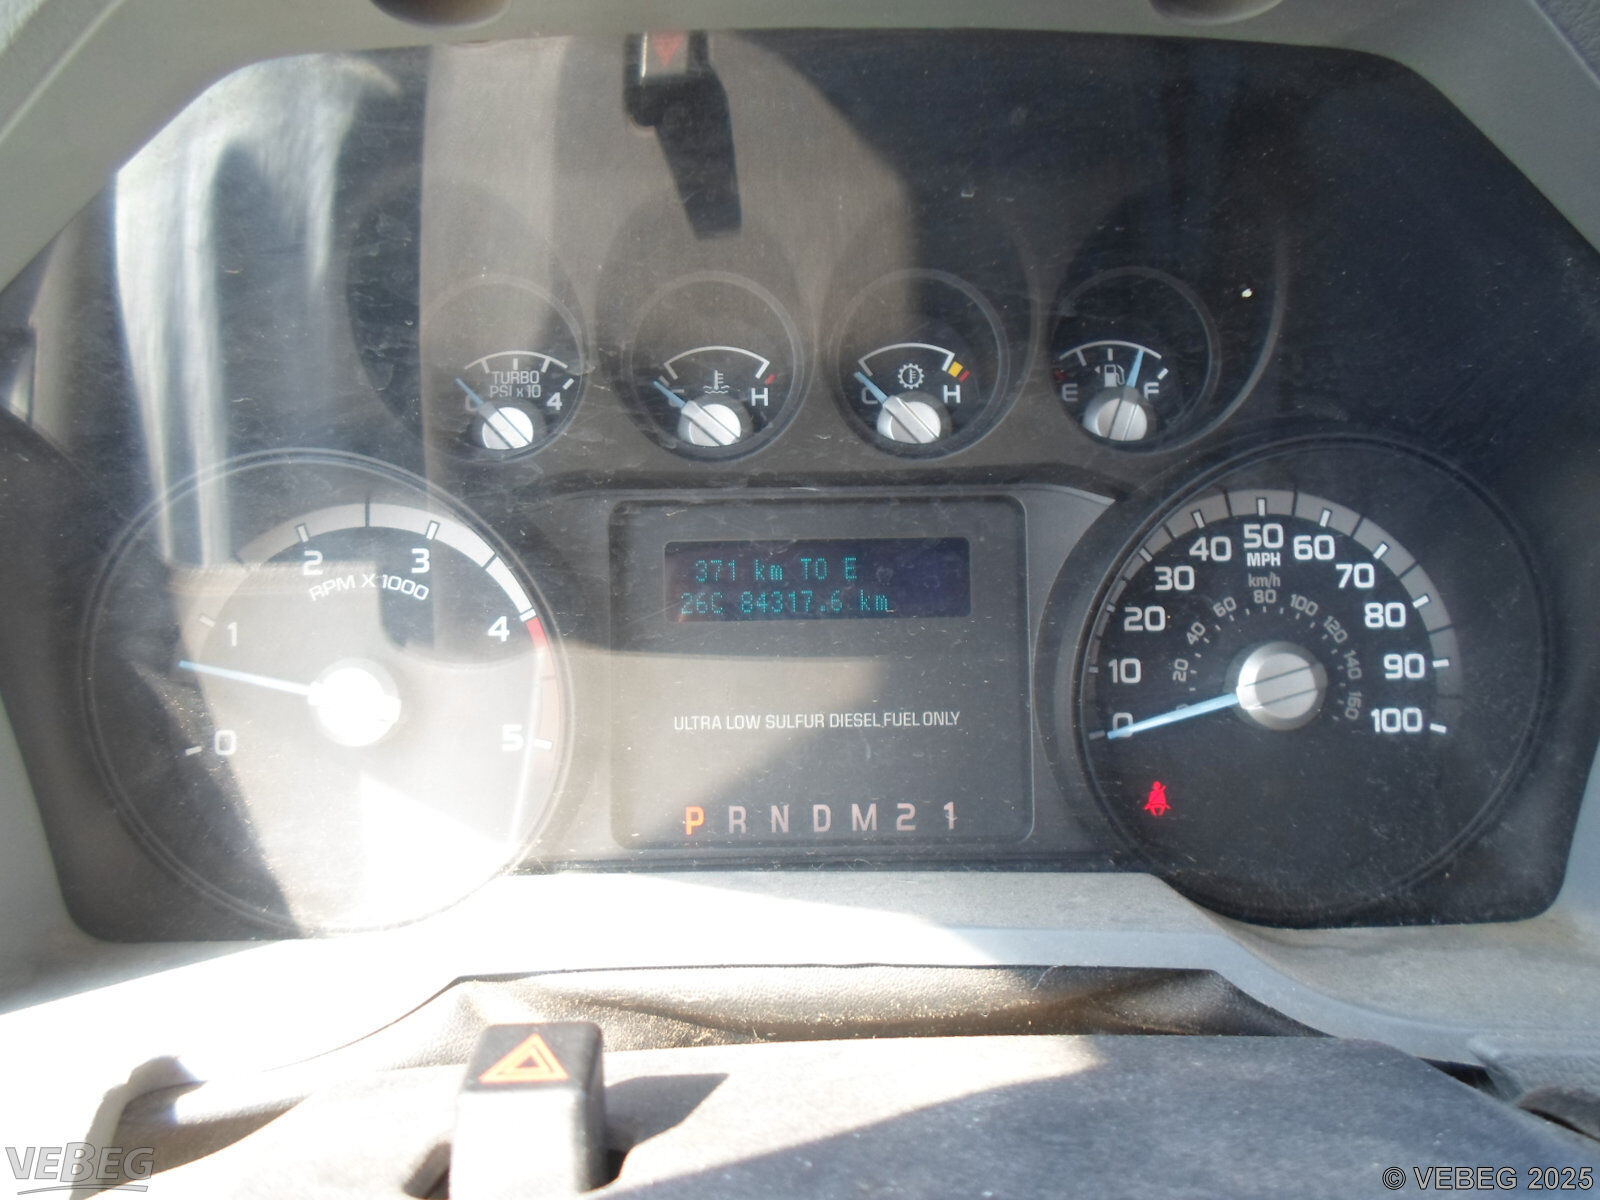 TURBO
PSI x 10
C 4
H
C H
E F
0 1 2 3 4 5
RPM X 1000
371 km TO E
26C 84317.6 km
ULTRA LOW SULFUR DIESEL FUEL ONLY
P R N D M 2 1
0 10 20 30 40 50 60 70 80 90 100
MPH
km/h
20 40 60 80 100 120 140 160
VEBEG
© VEBEG 2025